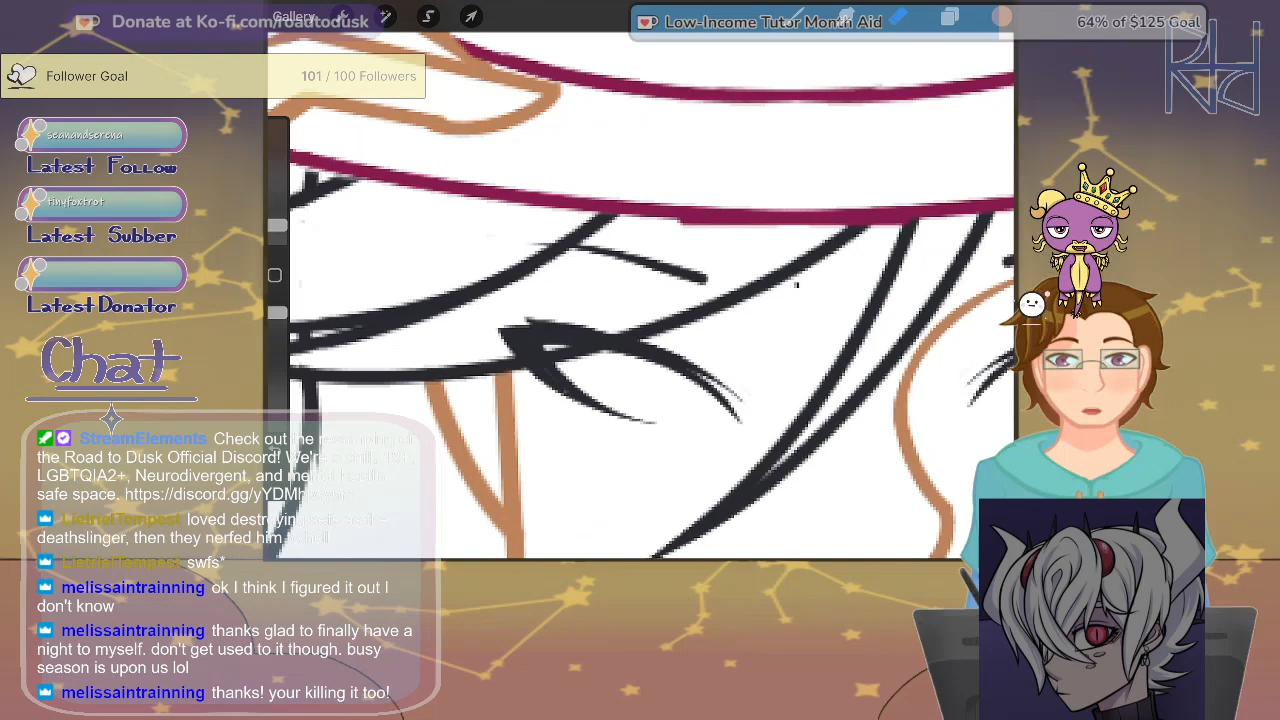 Donate at Ko-fi.com/roadtodusk
Gallery
Low-Income Tutor Month Aid
64% of $125 Goal
Follower Goal
101 / 100 Followers
seanandserena
Latest Follow
tinyfoxtrot
Latest Subber
Latest Donator
Chat
StreamElements Check out the
the Road to Dusk Official Discord! We're
LGBTQIA2+, Neurodivergent, and
safe space. https://discord.gg/
LietrielTempest loved destroying
deathslinger, then they nerfed him
LietrielTempest swfs*
melissaintrainning ok I think I figured it out I
don't know
melissaintrainning thanks glad to finally have a
night to myself. don't get used to it though. busy
season is upon us lol
melissaintrainning thanks! your killing it too!